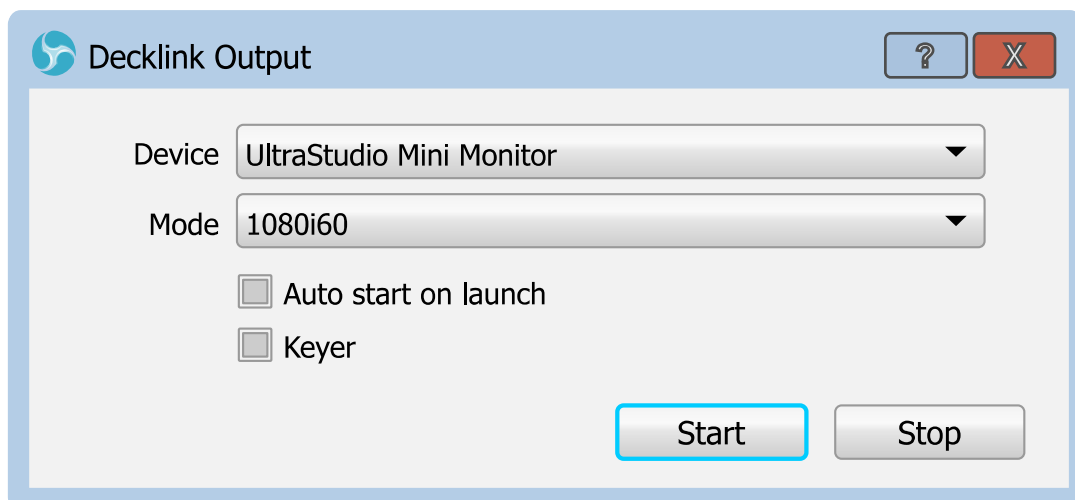 Decklink Output ? X
Device UltraStudio Mini Monitor
Mode 1080i60
Auto start on launch
Keyer
Start Stop